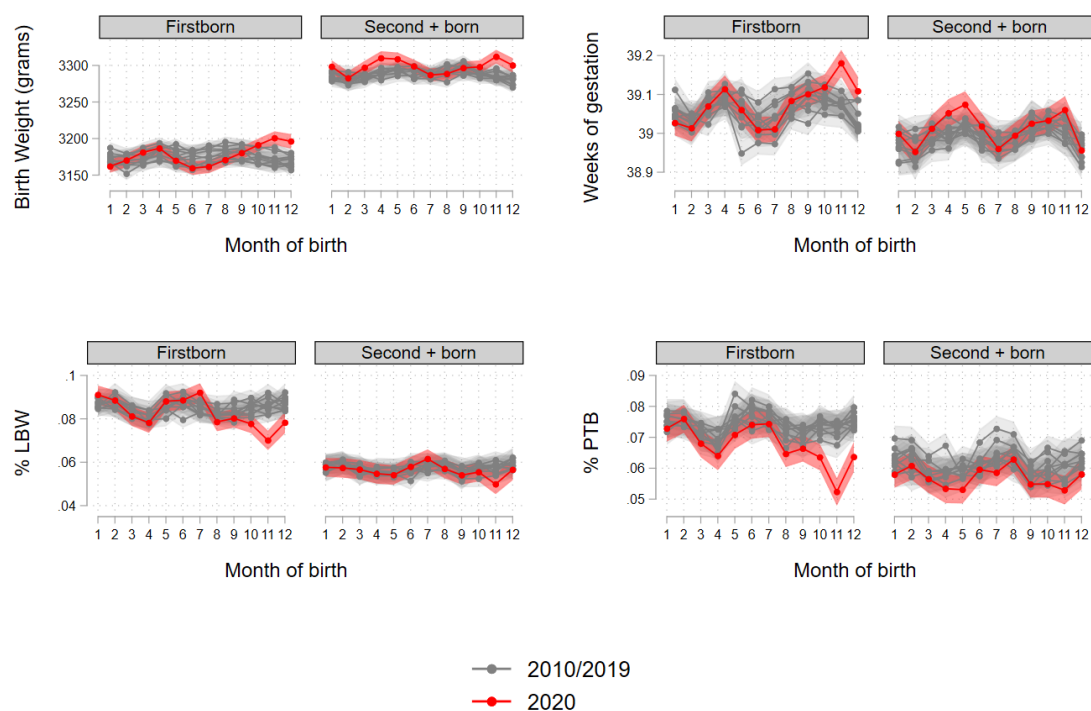 Firstborn
Second + born
Birth Weight (grams)
3300
3250
3200
3150
1 2 3 4 5 6 7 8 9 10 11 12
1 2 3 4 5 6 7 8 9 10 11 12
Month of birth
Firstborn
Second + born
Weeks of gestation
39.2
39.1
39
38.9
1 2 3 4 5 6 7 8 9 10 11 12
1 2 3 4 5 6 7 8 9 10 11 12
Month of birth
Firstborn
Second + born
% LBW
.1
.08
.06
.04
1 2 3 4 5 6 7 8 9 10 11 12
1 2 3 4 5 6 7 8 9 10 11 12
Month of birth
Firstborn
Second + born
% PTB
.09
.08
.07
.06
.05
1 2 3 4 5 6 7 8 9 10 11 12
1 2 3 4 5 6 7 8 9 10 11 12
Month of birth
2010/2019
2020